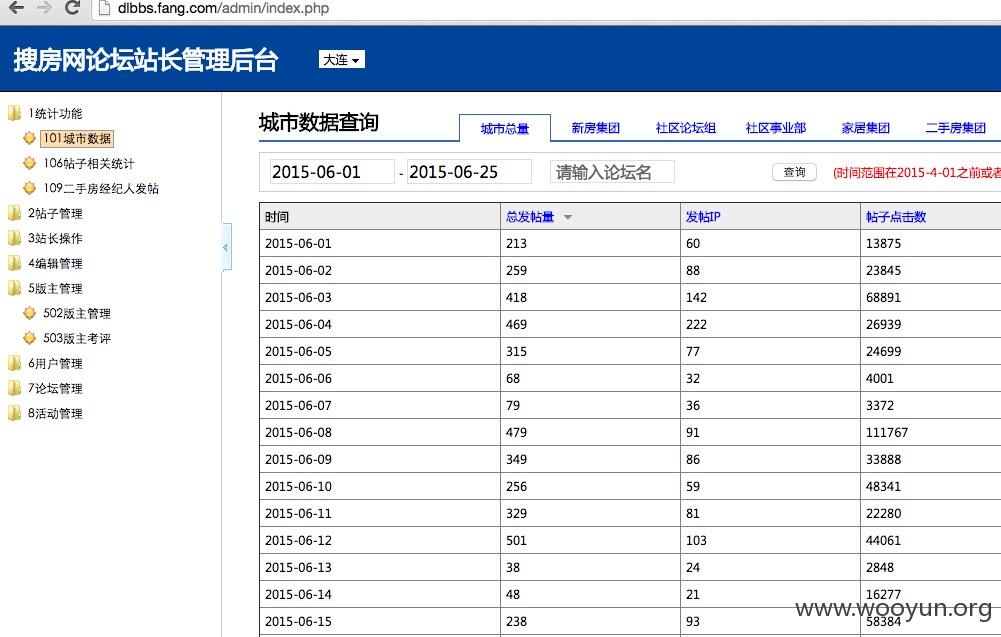 dlbbs.fang.com/admin/index.php
搜房网论坛站长管理后台 大连
1统计功能
101城市数据
106帖子相关统计
109二手房经纪人发帖
2帖子管理
3站长操作
4编辑管理
5版主管理
502版主管理
503版主考评
6用户管理
7论坛管理
8活动管理
城市数据查询 城市总量 新房集团 社区论坛组 社区事业部 家居集团 二手房集团
2015-06-01 - 2015-06-25 请输入论坛名 查询 (时间范围在2015-4-01之前或者
时间 总发帖量 发帖IP 帖子点击数
2015-06-01 213 60 13875
2015-06-02 259 88 23845
2015-06-03 418 142 68891
2015-06-04 469 222 26939
2015-06-05 315 77 24699
2015-06-06 68 32 4001
2015-06-07 79 36 3372
2015-06-08 479 91 111767
2015-06-09 349 86 33888
2015-06-10 256 59 48341
2015-06-11 329 81 22280
2015-06-12 501 103 44061
2015-06-13 38 24 2848
2015-06-14 48 21 16277
2015-06-15 238 93 58384
www.wooyun.org